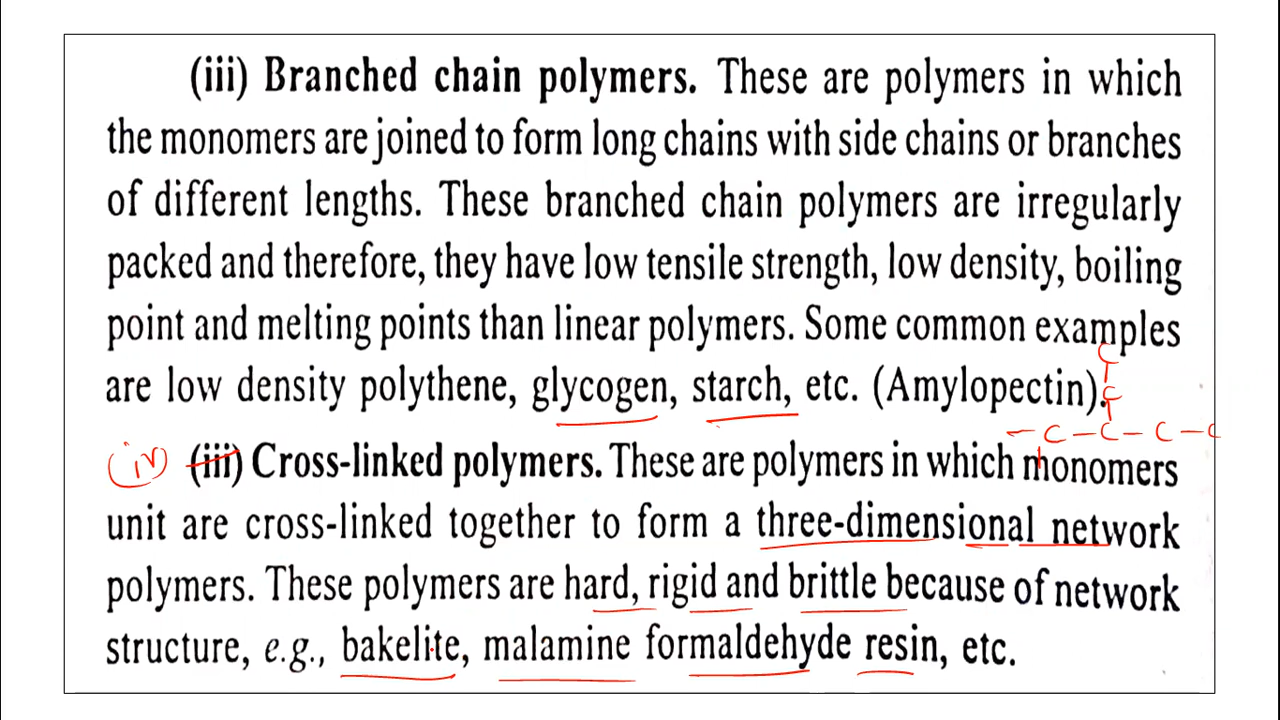 (iii) Branched chain polymers. These are polymers in which
the monomers are joined to form long chains with side chains or branches
of different lengths. These branched chain polymers are irregularly
packed and therefore, they have low tensile strength, low density, boiling
point and melting points than linear polymers. Some common examples
are low density polythene, glycogen, starch, etc. (Amylopectin).
C
C
– C – C – C – C
(iv) (iii) Cross-linked polymers. These are polymers in which monomers
unit are cross-linked together to form a three-dimensional network
polymers. These polymers are hard, rigid and brittle because of network
structure, e.g., bakelite, malamine formaldehyde resin, etc.